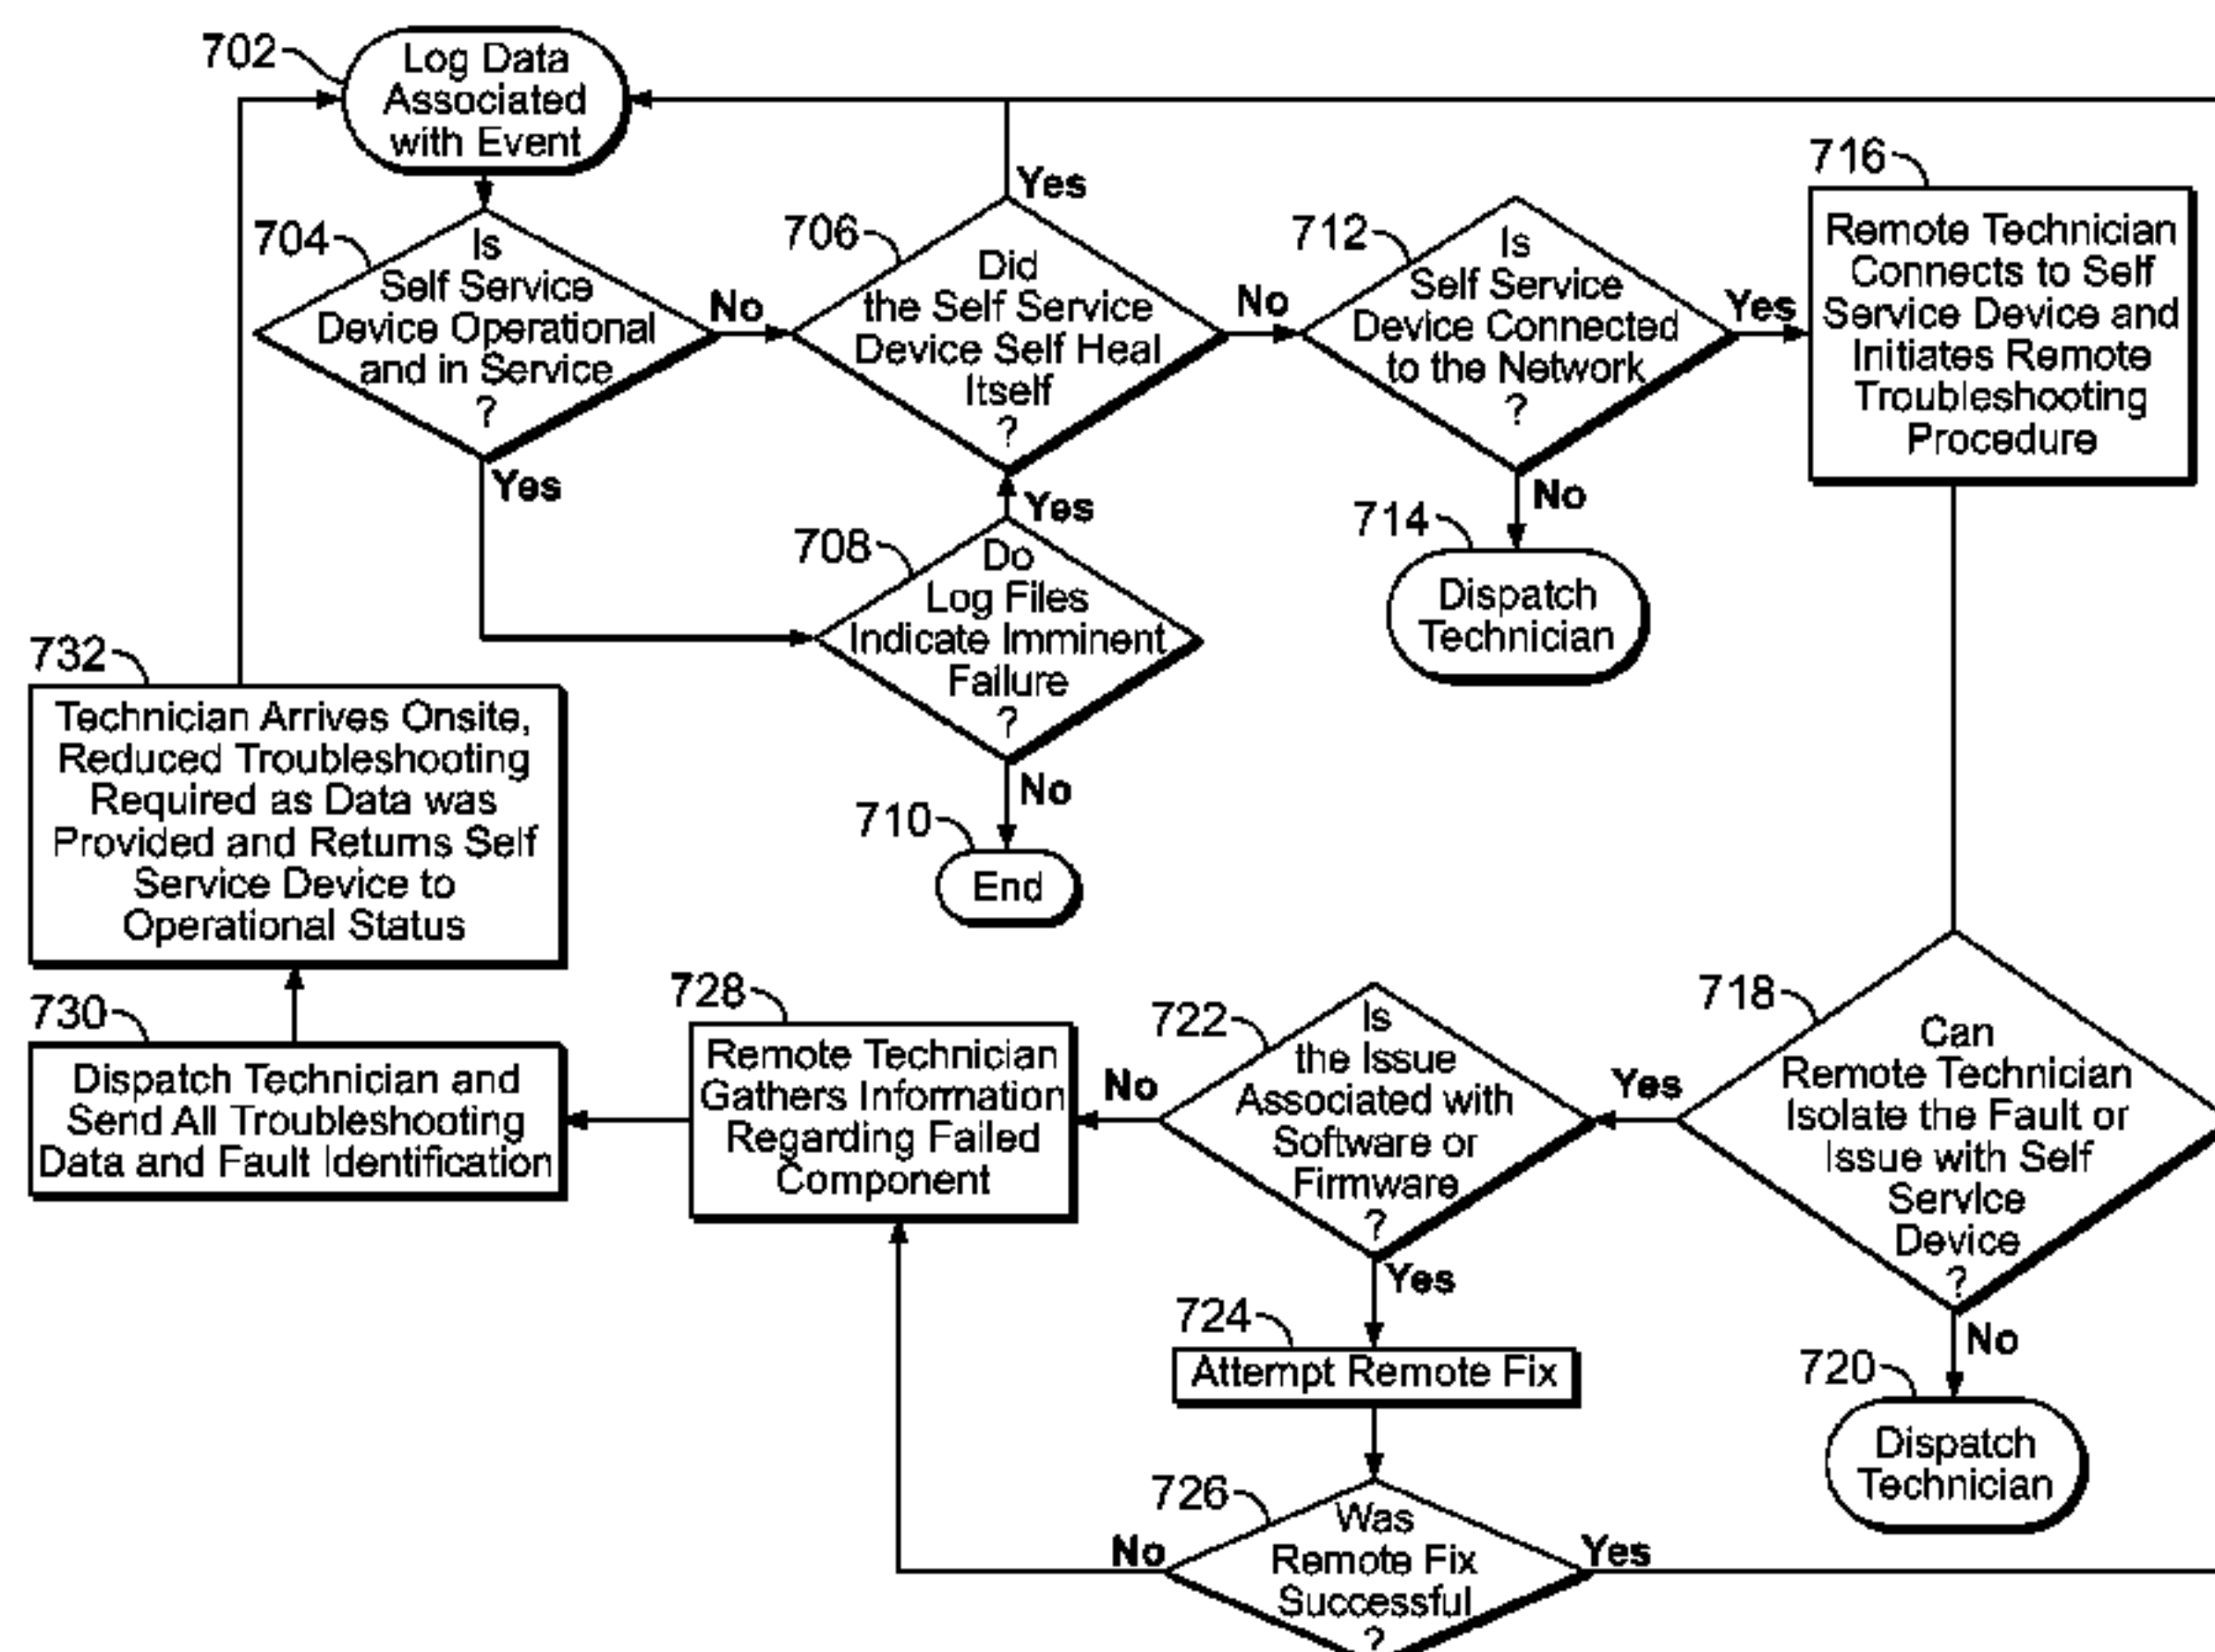 702
Log Data
Associated
with Event
704
Is
Self Service
Device Operational
and in Service
?
No
Yes
706
Did
the Self Service
Device Self Heal
Itself
?
Yes
No
708
Do
Log Files
Indicate Imminent
Failure
?
Yes
No
710
End
712
Is
Self Service
Device Connected
to the Network
?
Yes
No
714
Dispatch
Technician
716
Remote Technician
Connects to Self
Service Device and
Initiates Remote
Troubleshooting
Procedure
718
Can
Remote Technician
Isolate the Fault or
Issue with Self
Service
Device
?
Yes
No
720
Dispatch
Technician
722
Is
the Issue
Associated with
Software or
Firmware
?
No
Yes
724
Attempt Remote Fix
726
Was
Remote Fix
Successful
?
No
Yes
728
Remote Technician
Gathers Information
Regarding Failed
Component
730
Dispatch Technician and
Send All Troubleshooting
Data and Fault Identification
732
Technician Arrives Onsite,
Reduced Troubleshooting
Required as Data was
Provided and Returns Self
Service Device to
Operational Status